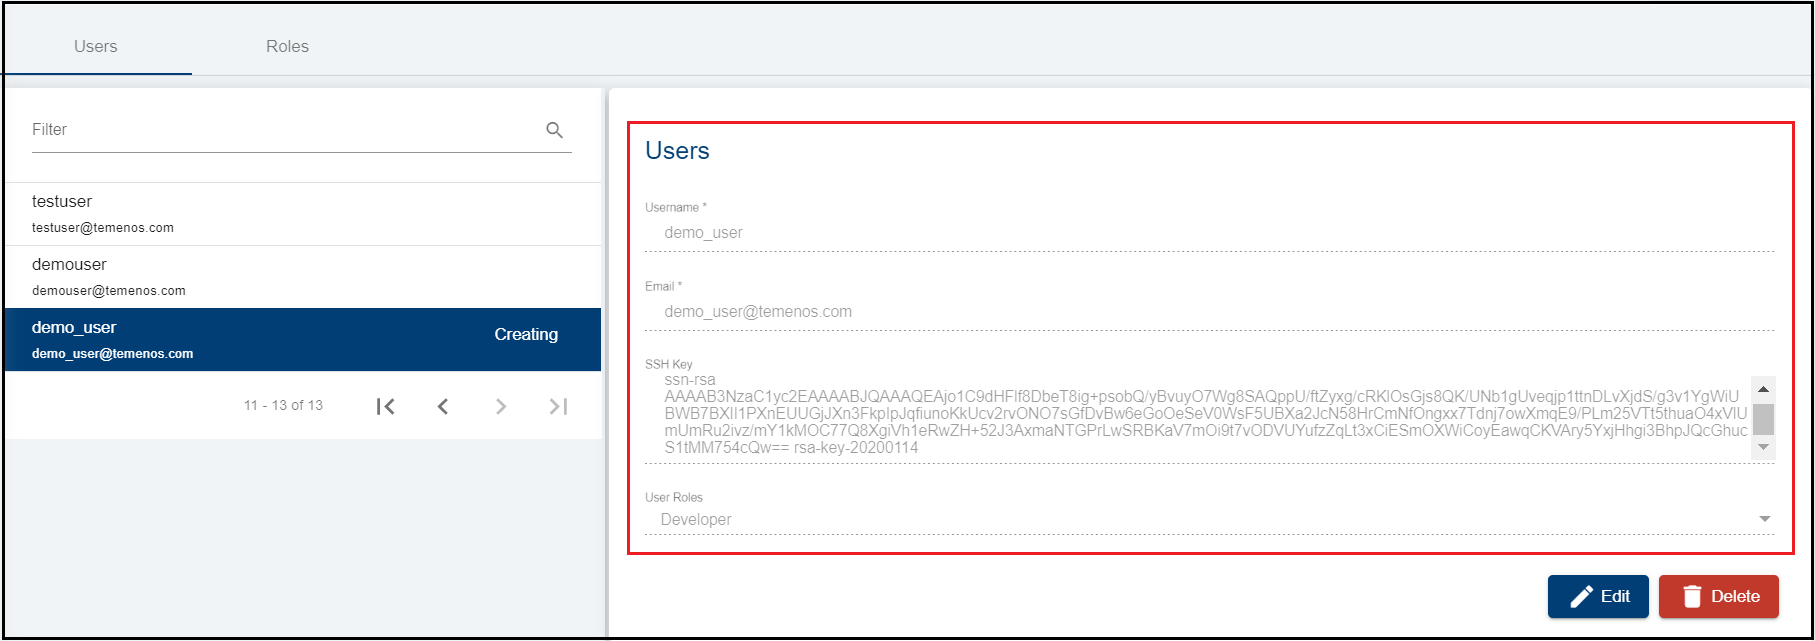 Users
Roles
Filter
testuser
testuser@temenos.com
demouser
demouser@temenos.com
demo_user
Creating
demo_user@temenos.com
11 - 13 of 13
Users
Username *
demo_user
Email *
demo_user@temenos.com
SSH Key
ssh-rsa
AAAAB3NzaC1yc2EAAAABJQAAAQEAjo1C9dHFlf8DbeT8ig+psobQ/yBvuyO7Wg8SAQppU/ftZyxg/cRKlOsGjs8QK/UNb1gUveqjp1ttnDLvXjdS/g3v1YgWiU
BWB7BXIl1PXnEUUGjJXn3FkpIpJqfiunoKkUcv2rvONO7sGfDvBw6eGoOeSeV0WsF5UBXa2JcN58HrCmNfOngxx7Tdnj7owXmqE9/PLm25VTt5thuaO4xVlU
mUmRu2ivz/mY1kMOC77Q8XgiVh1eRwZH+52J3AxmaNTGPrLwSRBKaV7mOi9t7vODVUYufzZqLt3xCiESmOXWiCoyEawqCKVAry5YxjHhgi3BhpJQcGhuc
S1tMM754cQw== rsa-key-20200114
User Roles
Developer
Edit
Delete